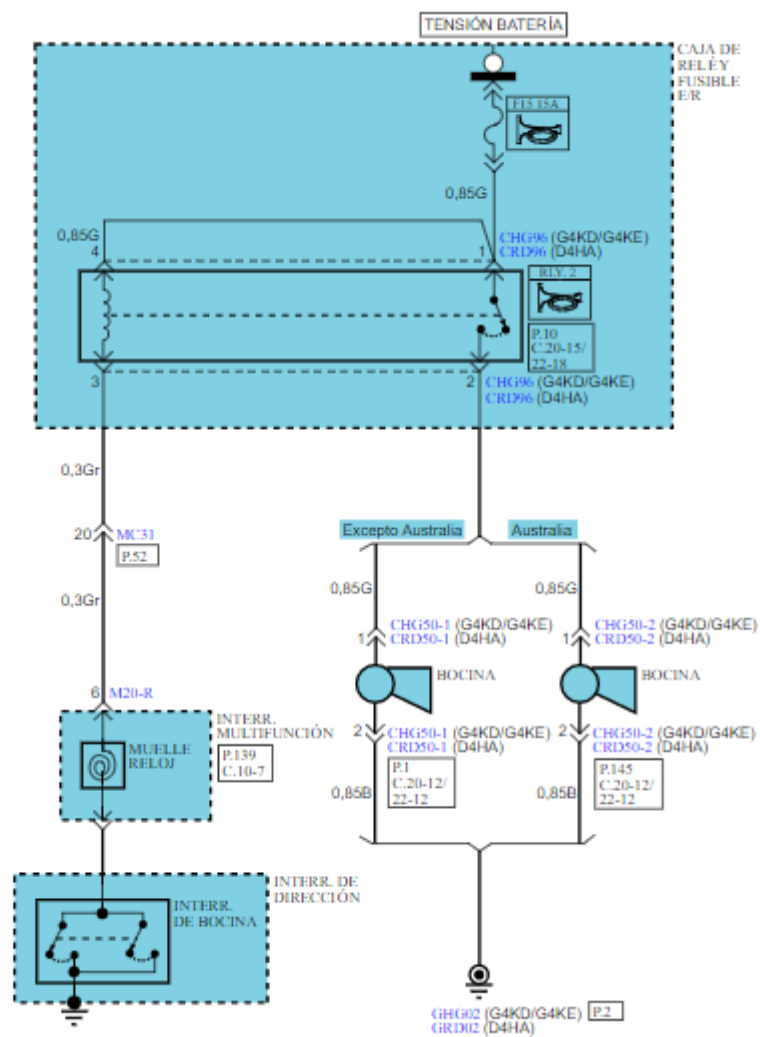 TENSIÓN BATERÍA
CAJA DE
RELÉ Y
FUSIBLE
E/R
F15 15A
0,85G
0,85G
4
1
CHG96 (G4KD/G4KE)
CRD96 (D4HA)
RLY. 2
P.10
C.20-15/
22-18
3
2
CHG96 (G4KD/G4KE)
CRD96 (D4HA)
0,3Gr
20
MC31
P.52
0,3Gr
6
M20-R
Excepto Australia
Australia
0,85G
0,85G
CHG50-1 (G4KD/G4KE)
1
CRD50-1 (D4HA)
CHG50-2 (G4KD/G4KE)
1
CRD50-2 (D4HA)
BOCINA
BOCINA
2
CHG50-1 (G4KD/G4KE)
CRD50-1 (D4HA)
2
CHG50-2 (G4KD/G4KE)
CRD50-2 (D4HA)
P.1
C.20-12/
22-12
P.145
C.20-12/
22-12
0,85B
0,85B
INTERR.
MULTIFUNCIÓN
MUELLE
RELOJ
P.139
C.10-7
INTERR. DE
DIRECCIÓN
INTERR.
DE BOCINA
GHG02 (G4KD/G4KE)
P.2
GRD02 (D4HA)